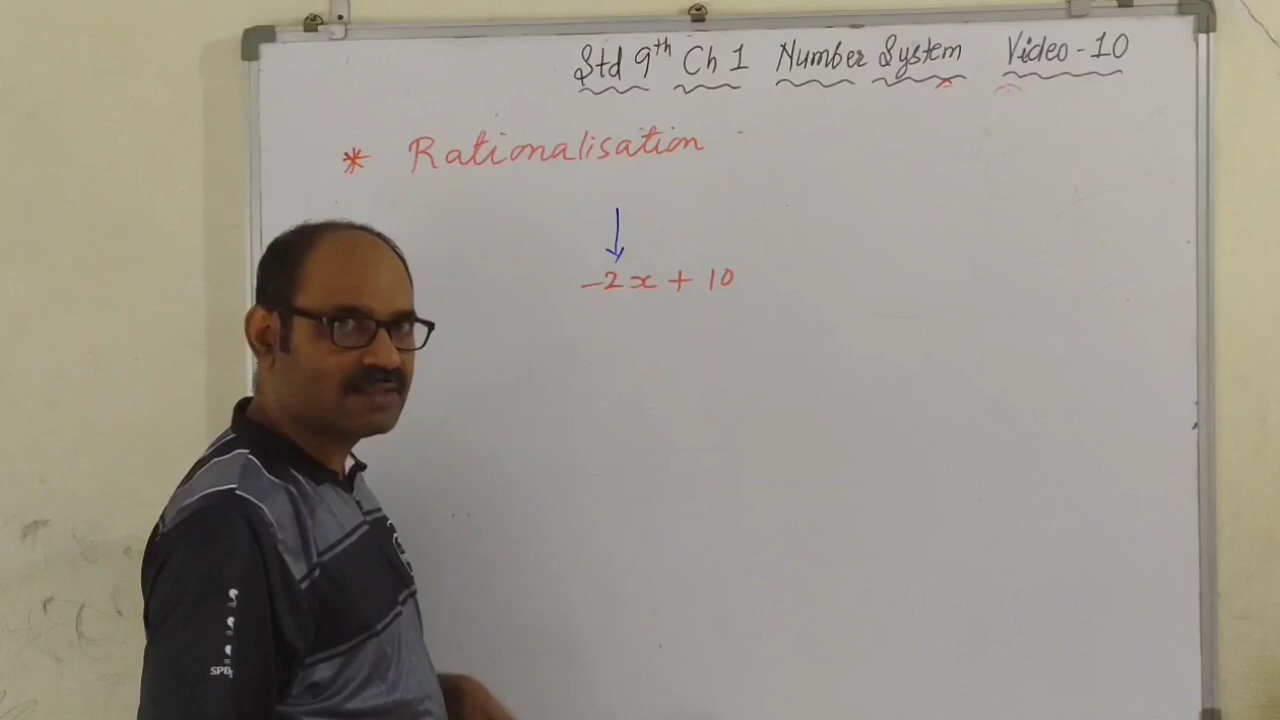 Std 9th Ch 1 Number System Video-10
* Rationalisation
↓
-2x + 10